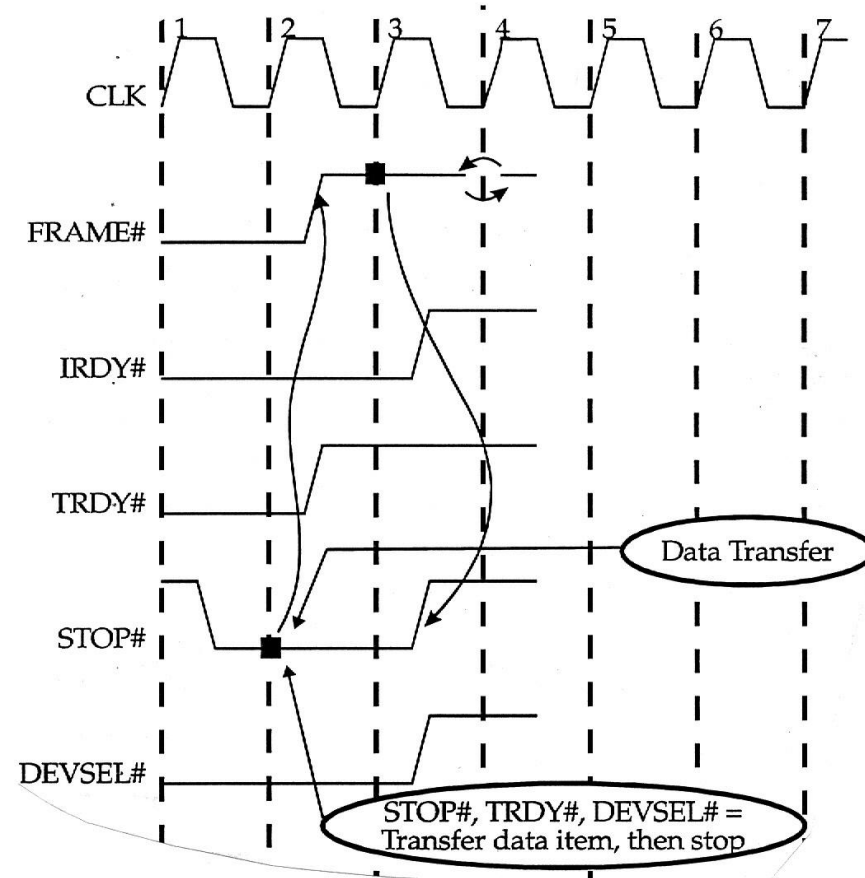 1 2 3 4 5 6 7
CLK
FRAME#
IRDY#
TRDY#
Data Transfer
STOP#
DEVSEL#
STOP#, TRDY#, DEVSEL# =
Transfer data item, then stop